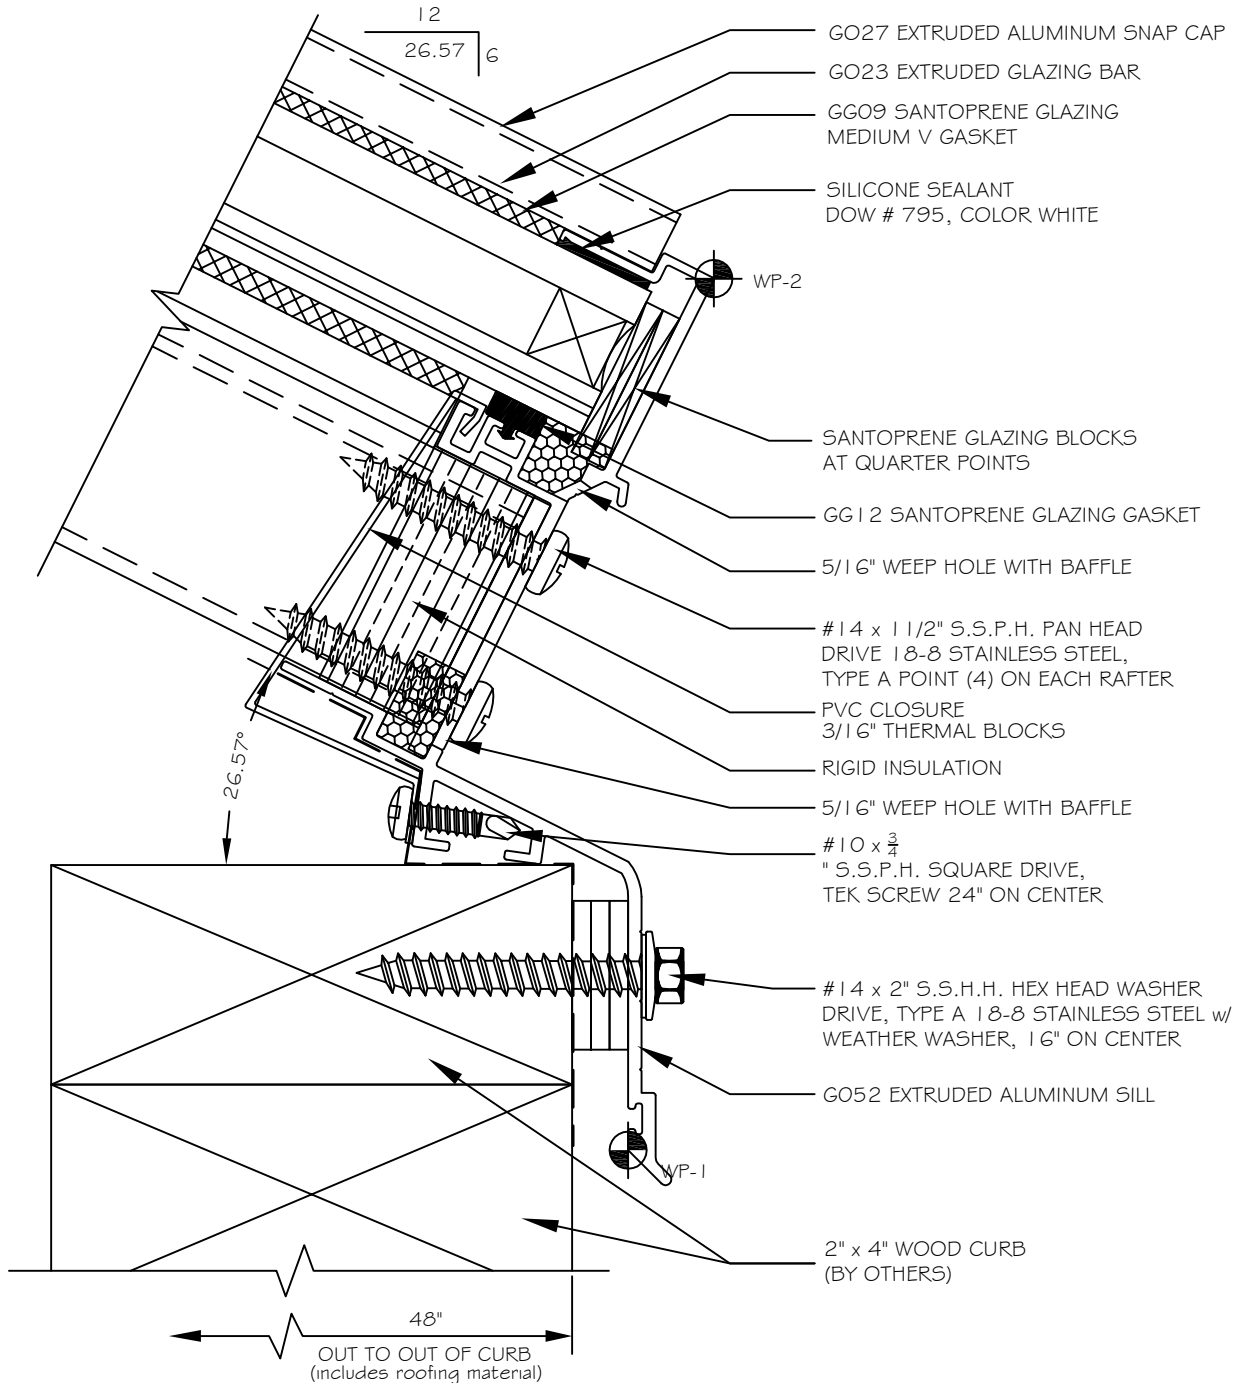 12
26.57
6
GO27 EXTRUDED ALUMINUM SNAP CAP
GO23 EXTRUDED GLAZING BAR
GG09 SANTOPRENE GLAZING
MEDIUM V GASKET
SILICONE SEALANT
DOW # 795, COLOR WHITE
WP-2
SANTOPRENE GLAZING BLOCKS
AT QUARTER POINTS
GG12 SANTOPRENE GLAZING GASKET
5/16" WEEP HOLE WITH BAFFLE
#14 x 11/2" S.S.P.H. PAN HEAD
DRIVE 18-8 STAINLESS STEEL,
TYPE A POINT (4) ON EACH RAFTER
PVC CLOSURE
3/16" THERMAL BLOCKS
RIGID INSULATION
26.57°
5/16" WEEP HOLE WITH BAFFLE
#10 x 3/4
" S.S.P.H. SQUARE DRIVE,
TEK SCREW 24" ON CENTER
#14 x 2" S.S.H.H. HEX HEAD WASHER
DRIVE, TYPE A 18-8 STAINLESS STEEL w/
WEATHER WASHER, 16" ON CENTER
GO52 EXTRUDED ALUMINUM SILL
WP-1
2" x 4" WOOD CURB
(BY OTHERS)
48"
OUT TO OUT OF CURB
(includes roofing material)